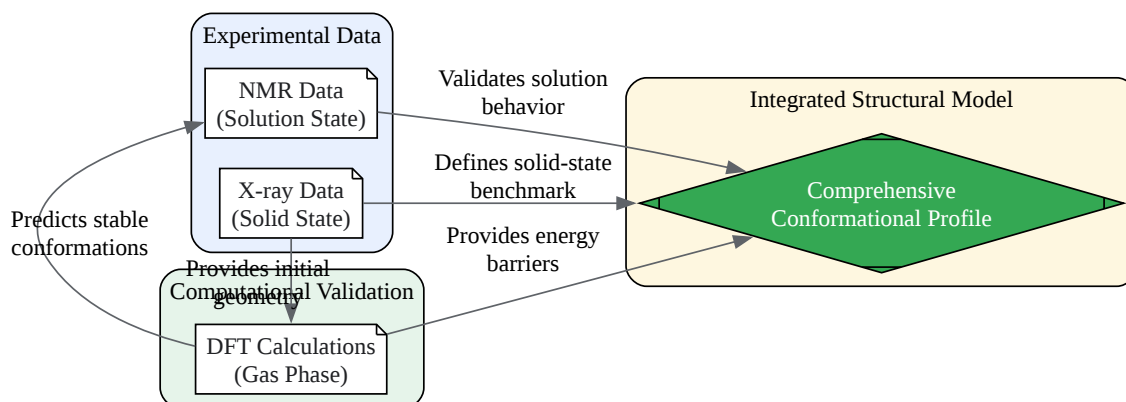 Experimental Data
NMR Data
(Solution State)
X-ray Data
(Solid State)
Validates solution
behavior
Defines solid-state
benchmark
Provides energy
barriers
Integrated Structural Model
Comprehensive
Conformational Profile
Predicts stable
conformations
Provides initial
geometry
Computational Validation
DFT Calculations
(Gas Phase)